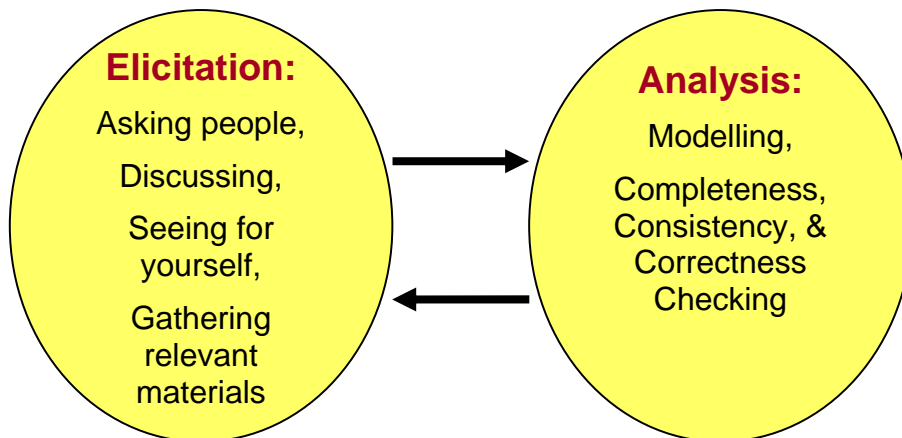 Elicitation:
Asking people,
Discussing,
Seeing for
yourself,
Gathering
relevant
materials
Analysis:
Modelling,
Completeness,
Consistency, &
Correctness
Checking